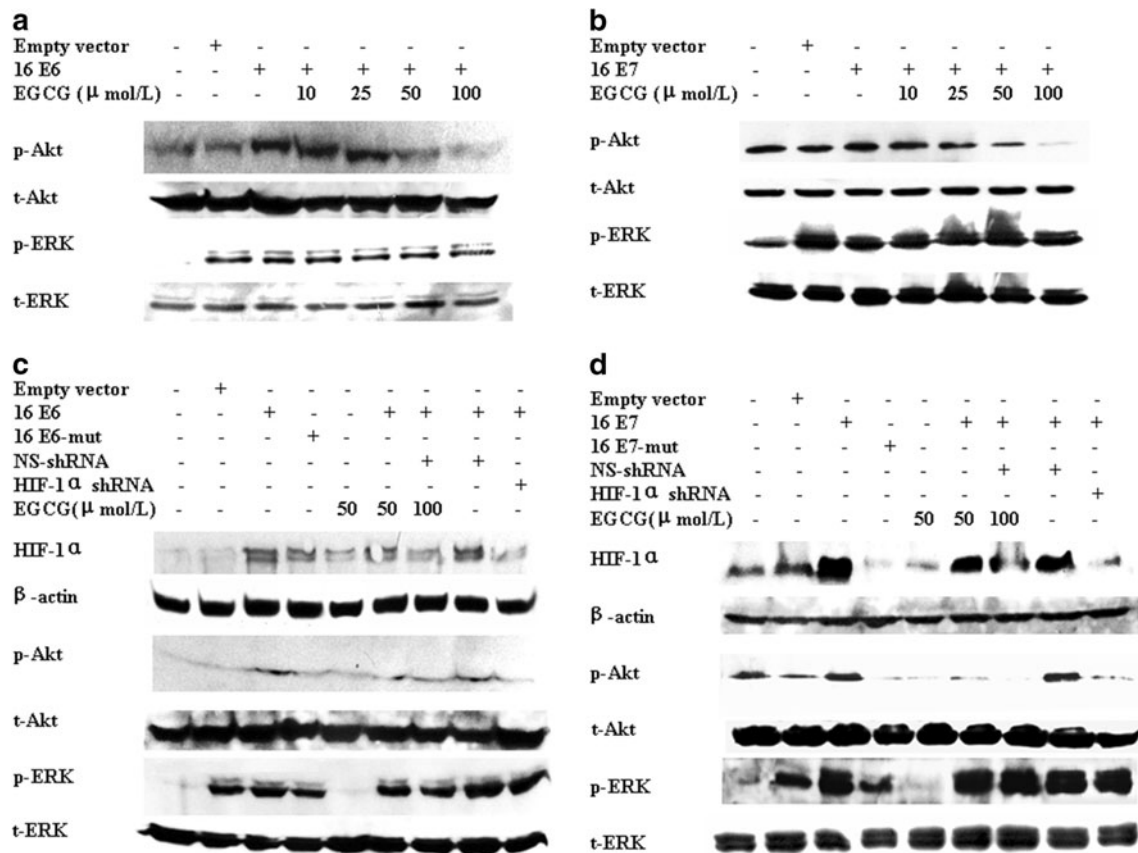 a
Empty vector - + - - - - -
16 E6 - - + + + + +
EGCG (μ mol/L) - - - 10 25 50 100
p-Akt
t-Akt
p-ERK
t-ERK
b
Empty vector - + - - - - -
16 E7 - - + + + + +
EGCG (μ mol/L) - - - 10 25 50 100
p-Akt
t-Akt
p-ERK
t-ERK
c
Empty vector - + - - - - - - -
16 E6 - - + - - + + + +
16 E6-mut - - - + - - - - -
NS-shRNA - - - - - - + + -
HIF-1α shRNA - - - - - - - - +
EGCG(μ mol/L) - - - - 50 50 100 - -
HIF-1α
β-actin
p-Akt
t-Akt
p-ERK
t-ERK
d
Empty vector - + - - - - - - -
16 E7 - - + - - + + + +
16 E7-mut - - - + - - - - -
NS-shRNA - - - - - - + + -
HIF-1α shRNA - - - - - - - - +
EGCG(μ mol/L) - - - - 50 50 100 - -
HIF-1α
β-actin
p-Akt
t-Akt
p-ERK
t-ERK